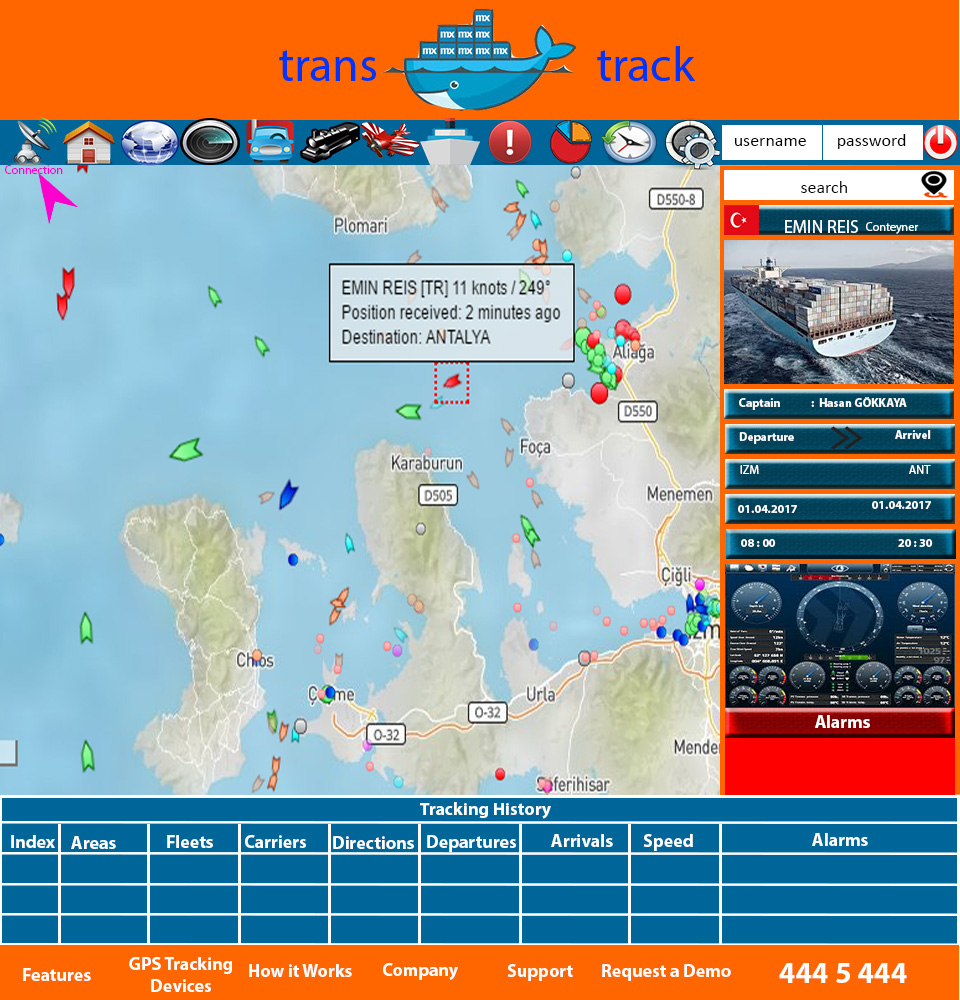 trans track
mx
mx mx mx
mx mx mx mx mx
username password
Connection
search
EMIN REIS Conteyner
D550-8
Plomari
EMIN REIS [TR] 11 knots / 249°
Position received: 2 minutes ago
Destination: ANTALYA
Aliağa
D550
Foça
Karaburun
D505
Menemen
Çiğli
Chios
Urla
O-32
O-32
Seferihisar
Captain : Hasan GÖKKAYA
Departure Arrivel
IZM ANT
01.04.2017 01.04.2017
08 : 00 20 : 30
Alarms
Tracking History
Index Areas Fleets Carriers Directions Departures Arrivals Speed Alarms
Features GPS Tracking Devices How it Works Company Support Request a Demo 444 5 444